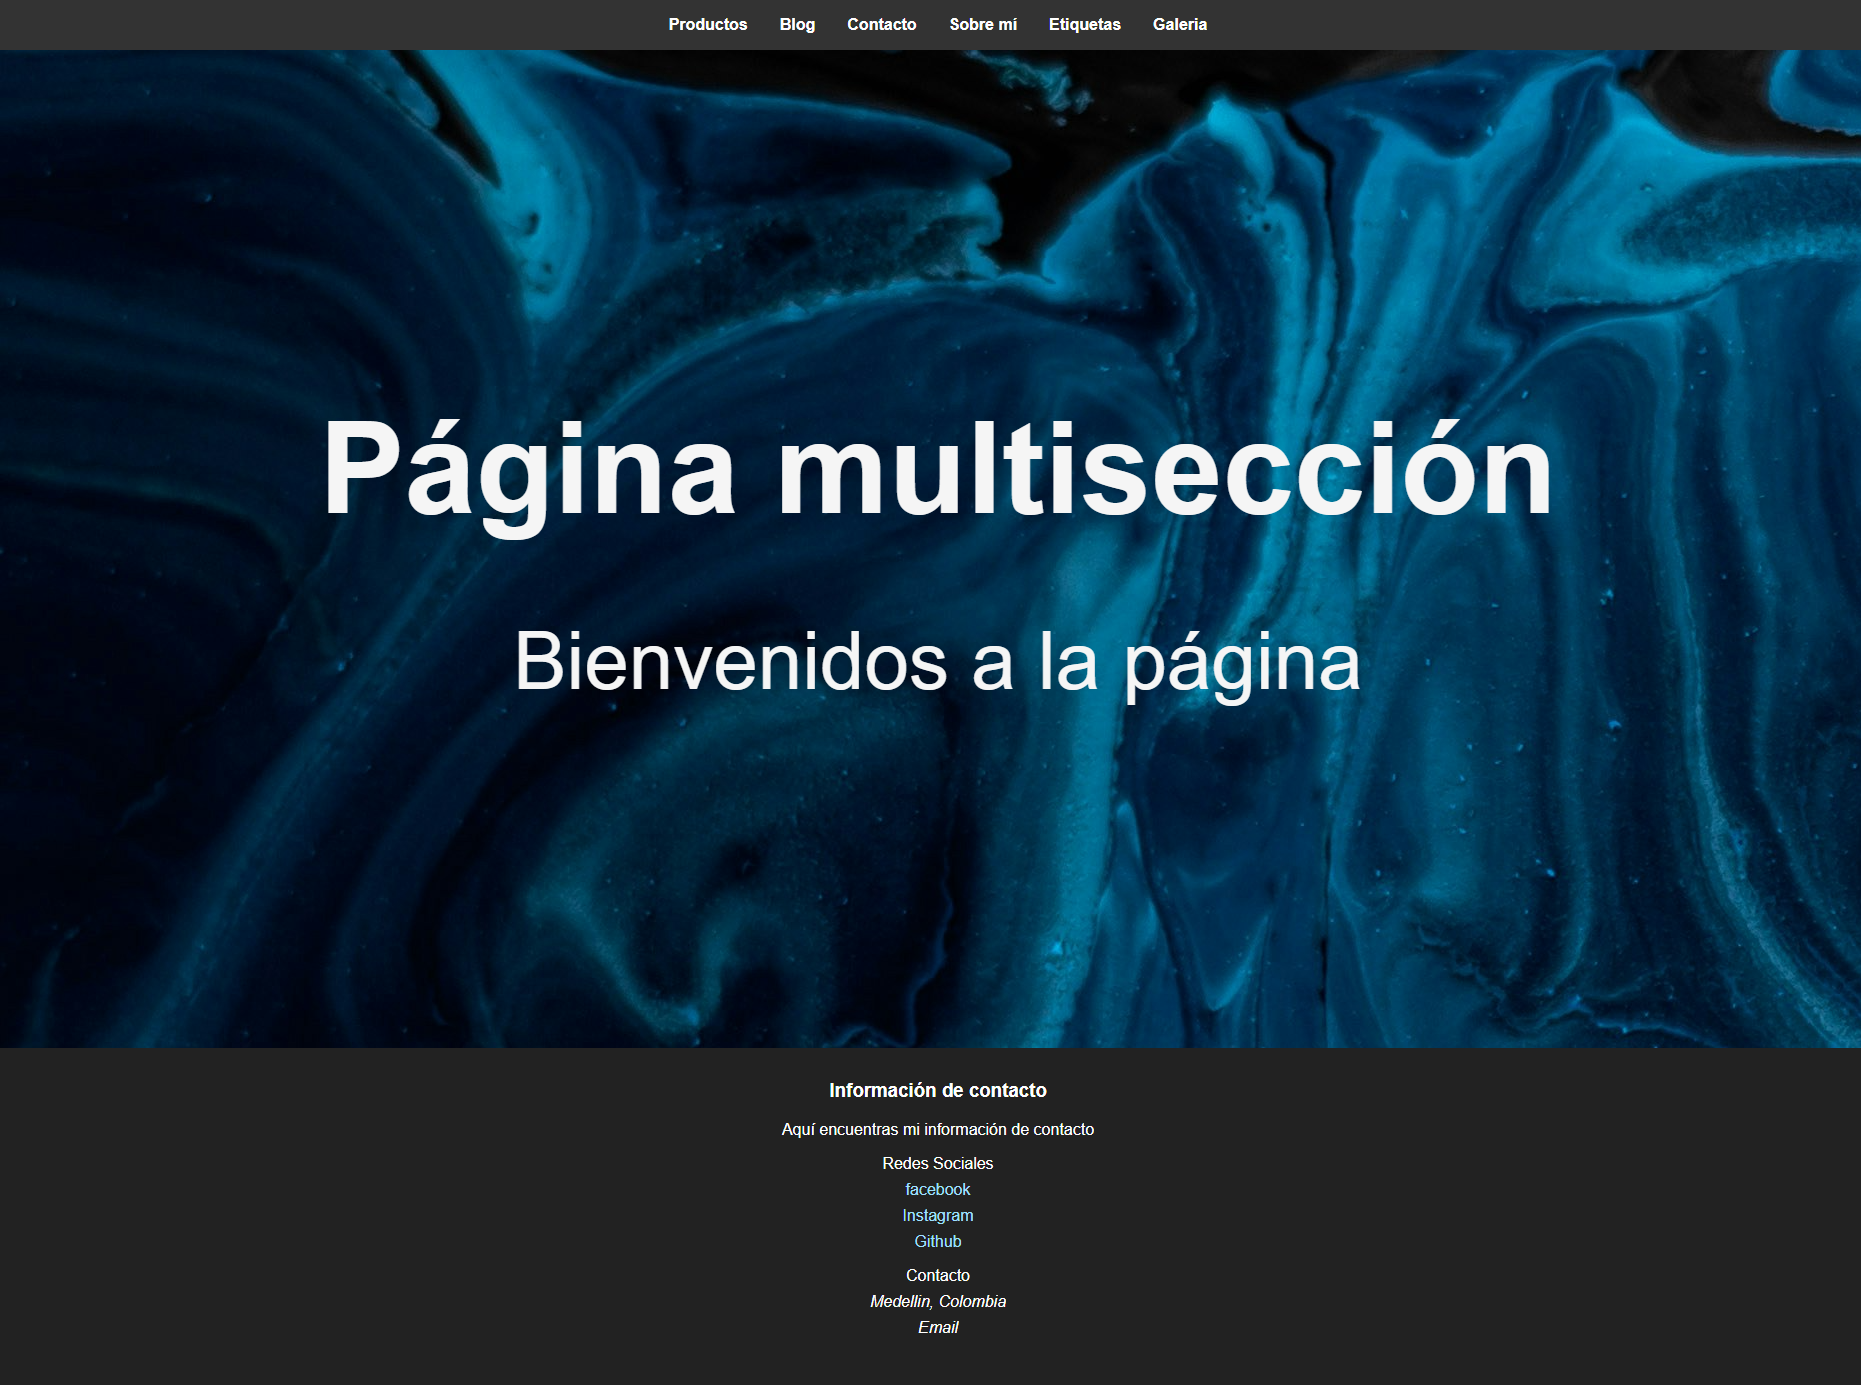 Productos Blog Contacto Sobre mí Etiquetas Galeria
Página multisección
Bienvenidos a la página
Información de contacto
Aquí encuentras mi información de contacto
Redes Sociales
facebook
Instagram
Github
Contacto
Medellin, Colombia
Email